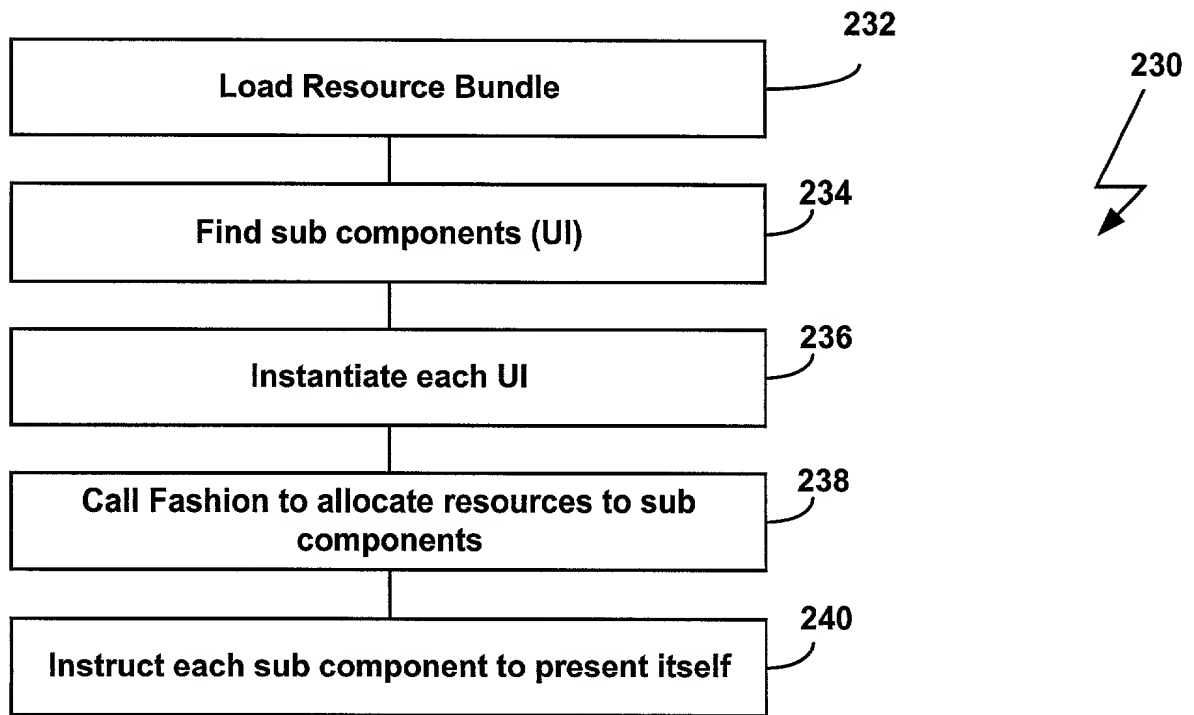 232
230
Load Resource Bundle
234
Find sub components (UI)
236
Instantiate each UI
238
Call Fashion to allocate resources to sub
components
240
Instruct each sub component to present itself